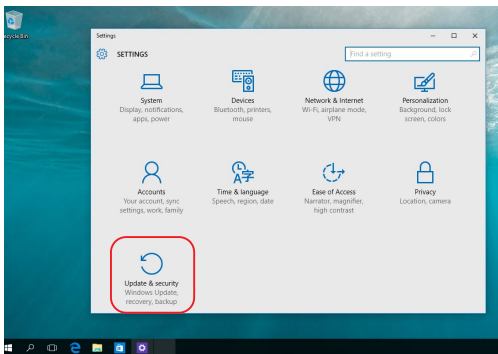 Recycle Bin
Settings
SETTINGS
Find a setting
System
Display, notifications,
apps, power
Devices
Bluetooth, printers,
mouse
Network & Internet
Wi-Fi, airplane mode,
VPN
Personalization
Background, lock
screen, colors
Accounts
Your account, sync
settings, work, family
Time & language
Speech, region, date
Ease of Access
Narrator, magnifier,
high contrast
Privacy
Location, camera
Update & security
Windows Update,
recovery, backup